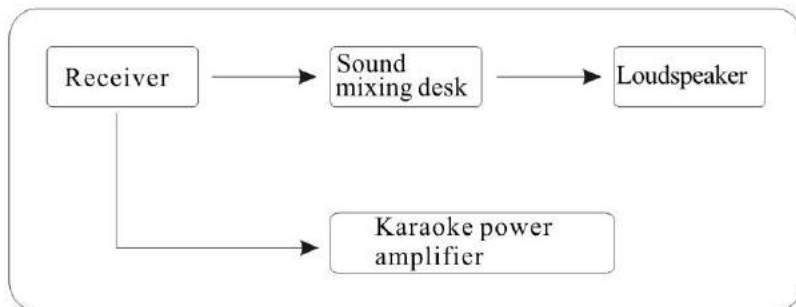 Receiver
Sound
mixing desk
Loudspeaker
Karaoke power
amplifier